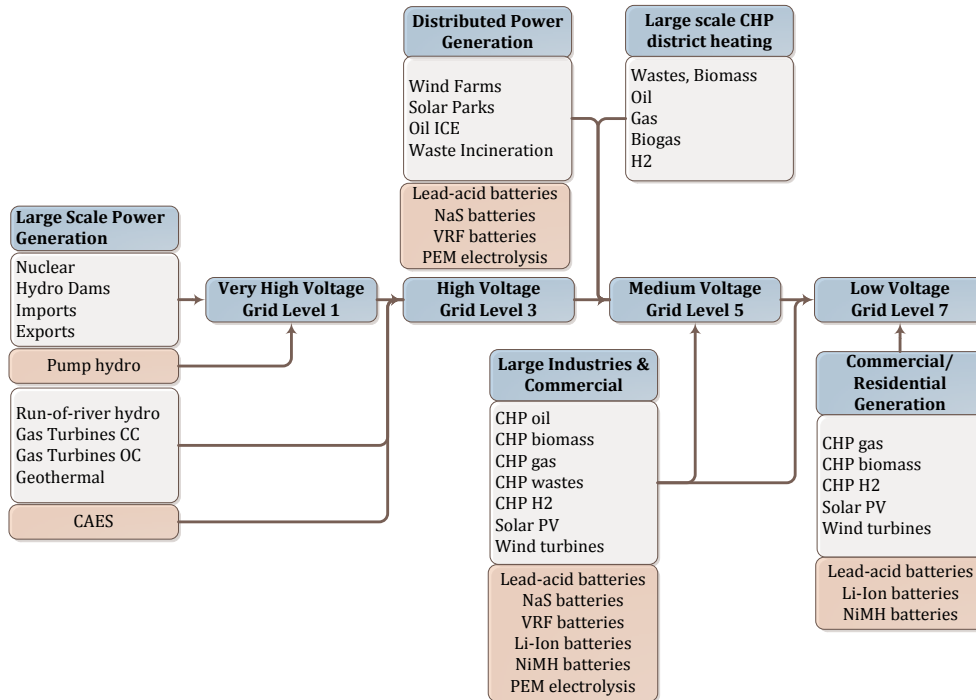 Distributed Power
Generation
Wind Farms
Solar Parks
Oil ICE
Waste Incineration
Lead-acid batteries
NaS batteries
VRF batteries
PEM electrolysis
Large scale CHP
district heating
Wastes, Biomass
Oil
Gas
Biogas
H2
Large Scale Power
Generation
Nuclear
Hydro Dams
Imports
Exports
Pump hydro
Run-of-river hydro
Gas Turbines CC
Gas Turbines OC
Geothermal
CAES
Very High Voltage
Grid Level 1
High Voltage
Grid Level 3
Medium Voltage
Grid Level 5
Low Voltage
Grid Level 7
Large Industries &
Commercial
CHP oil
CHP biomass
CHP gas
CHP wastes
CHP H2
Solar PV
Wind turbines
Lead-acid batteries
NaS batteries
VRF batteries
Li-Ion batteries
NiMH batteries
PEM electrolysis
Commercial/
Residential
Generation
CHP gas
CHP biomass
CHP H2
Solar PV
Wind turbines
Lead-acid batteries
Li-Ion batteries
NiMH batteries